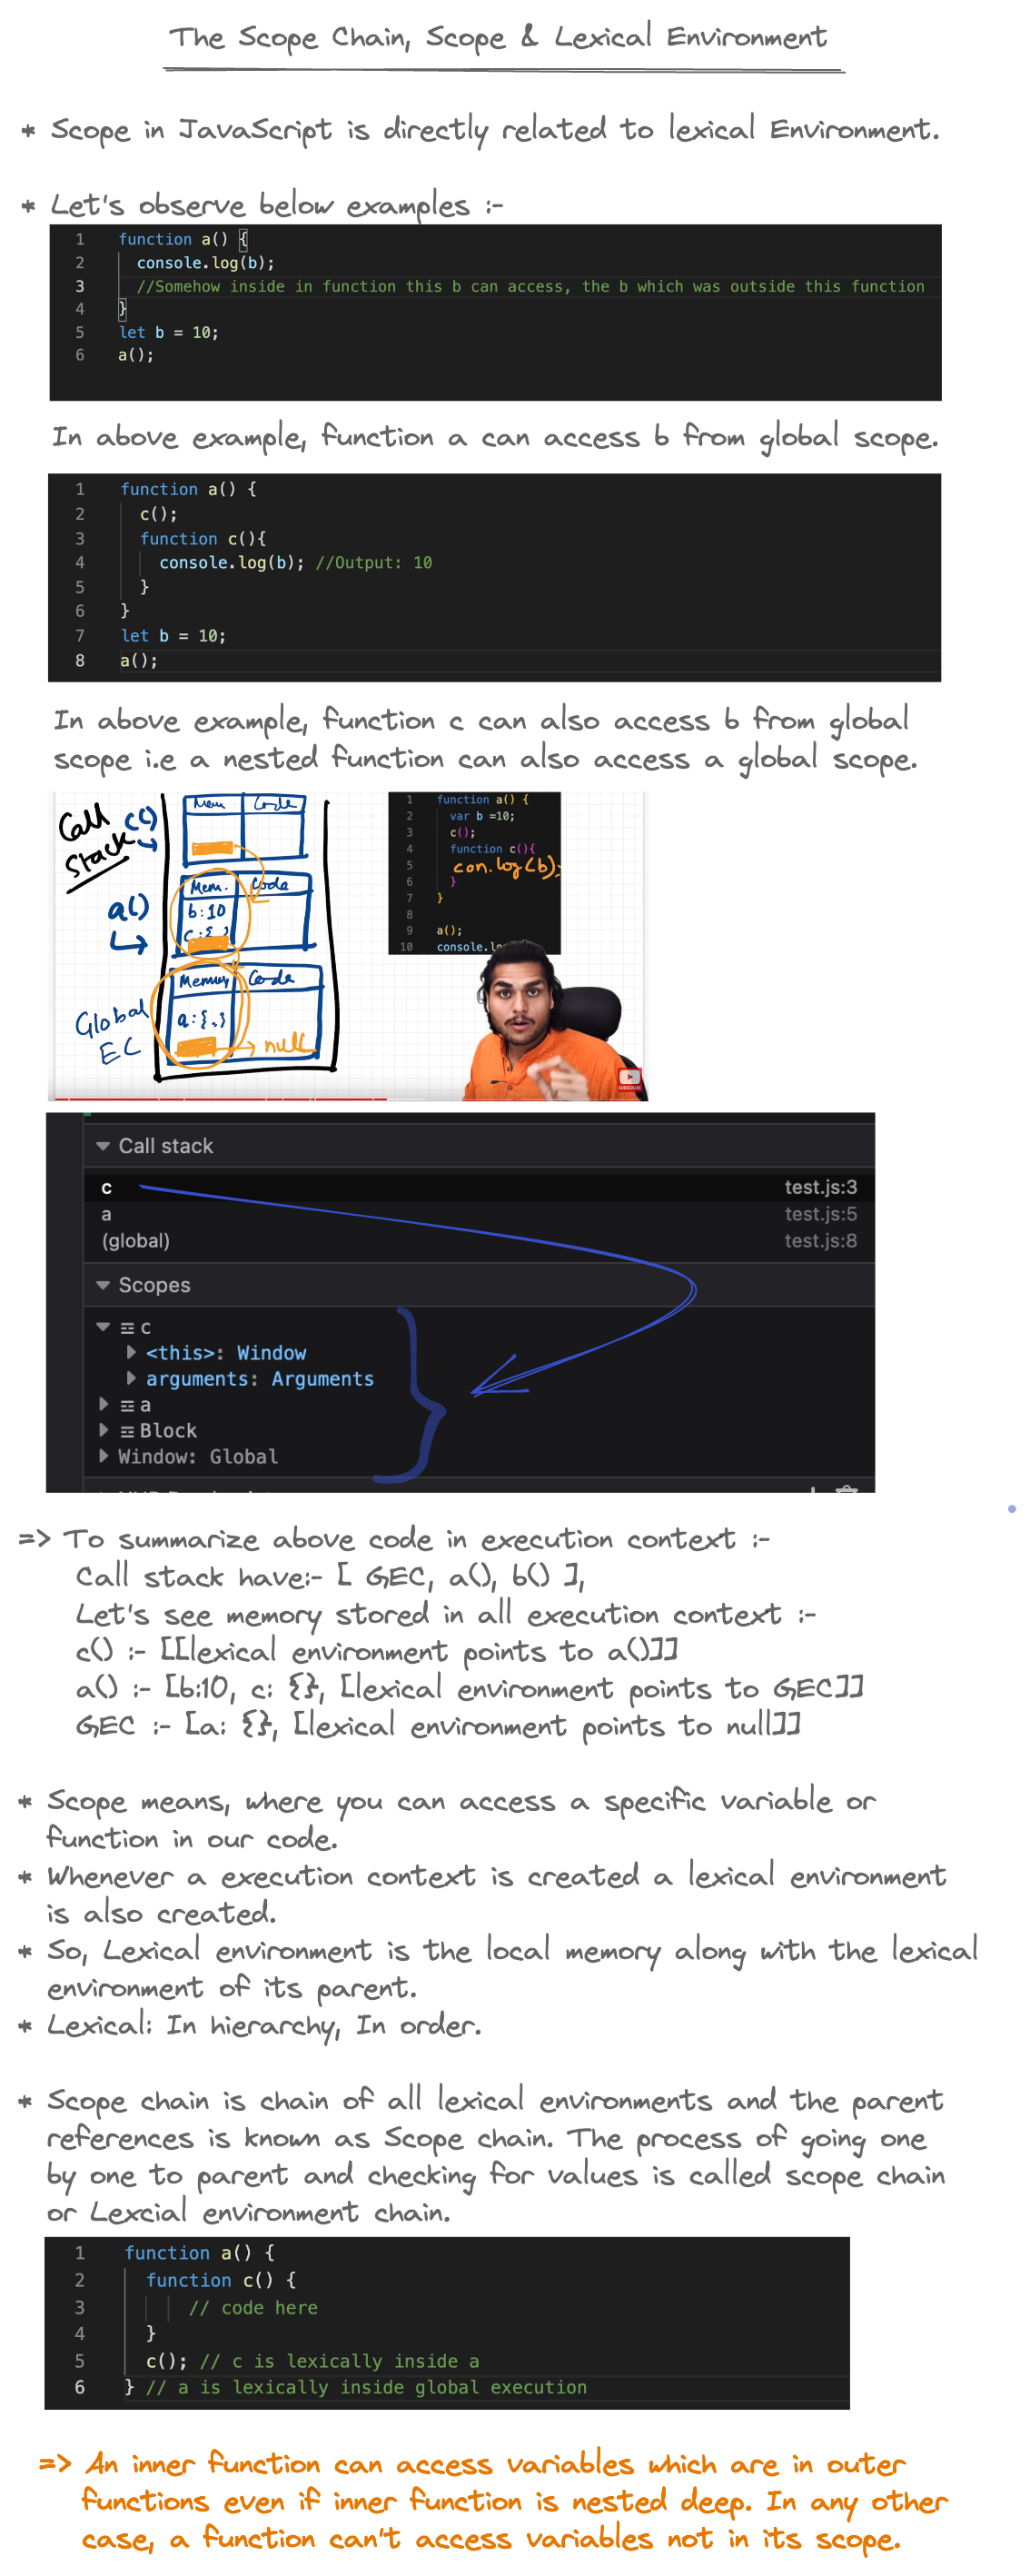 The Scope Chain, Scope & Lexical Environment
* Scope in JavaScript is directly related to lexical Environment.
* Let's observe below examples :-
1 function a() {
2 console.log(b);
3 //Somehow inside in function this b can access, the b which was outside this function
4 }
5 let b = 10;
6 a();
In above example, function a can access b from global scope.
1 function a() {
2 c();
3 function c(){
4 console.log(b); //Output: 10
5 }
6 }
7 let b = 10;
8 a();
In above example, function c can also access b from global
scope i.e a nested function can also access a global scope.
Call
Stack
c()
Mem Code
a()
Mem. Code
b:10
c:{.}
Global
EC
Memory Code
a:{.}
null
1 function a() {
2 var b =10;
3 c();
4 function c(){
5 con.log(b);
6 }
7 }
8
9 a();
10 console.lo
SUBSCRIBE
Call stack
c test.js:3
a test.js:5
(global) test.js:8
Scopes
c
<this>: Window
arguments: Arguments
a
Block
Window: Global
=> To summarize above code in execution context :-
Call stack have:- [ GEC, a(), b() ],
Let's see memory stored in all execution context :-
c() :- [[lexical environment points to a()]]
a() :- [b:10, c: {}, [lexical environment points to GEC]]
GEC :- [a: {}, [lexical environment points to null]]
* Scope means, where you can access a specific variable or
function in our code.
* Whenever a execution context is created a lexical environment
is also created.
* So, Lexical environment is the local memory along with the lexical
environment of its parent.
* Lexical: In hierarchy, In order.
* Scope chain is chain of all lexical environments and the parent
references is known as Scope chain. The process of going one
by one to parent and checking for values is called scope chain
or Lexcial environment chain.
1 function a() {
2 function c() {
3 // code here
4 }
5 c(); // c is lexically inside a
6 } // a is lexically inside global execution
=> An inner function can access variables which are in outer
functions even if inner function is nested deep. In any other
case, a function can't access variables not in its scope.